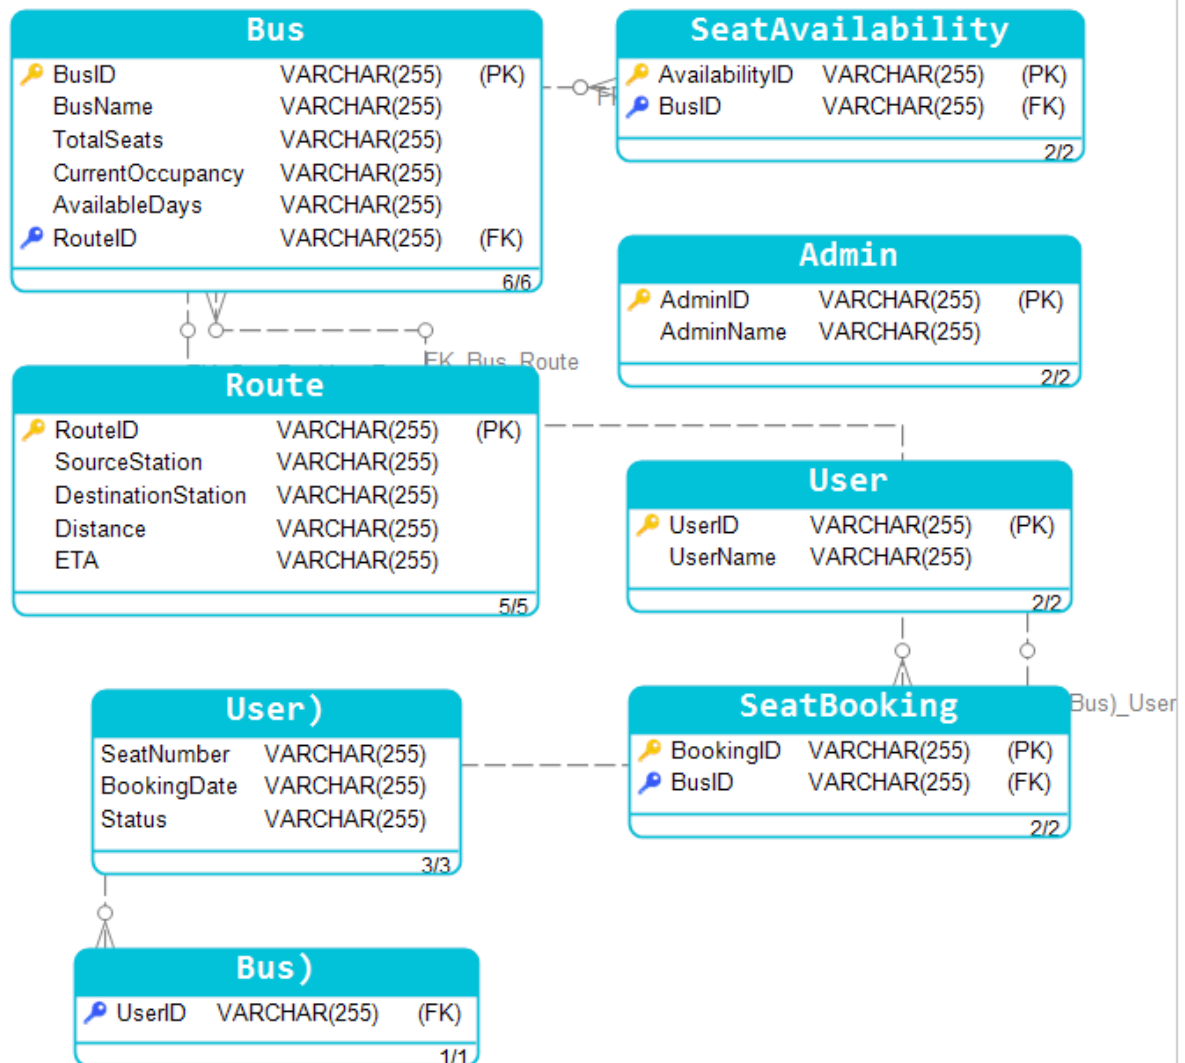 Bus
BusID VARCHAR(255) (PK)
BusName VARCHAR(255)
TotalSeats VARCHAR(255)
CurrentOccupancy VARCHAR(255)
AvailableDays VARCHAR(255)
RouteID VARCHAR(255) (FK)
6/6
SeatAvailability
AvailabilityID VARCHAR(255) (PK)
BusID VARCHAR(255) (FK)
2/2
Admin
AdminID VARCHAR(255) (PK)
AdminName VARCHAR(255)
2/2
FK_Bus_Route
Route
RouteID VARCHAR(255) (PK)
SourceStation VARCHAR(255)
DestinationStation VARCHAR(255)
Distance VARCHAR(255)
ETA VARCHAR(255)
5/5
User
UserID VARCHAR(255) (PK)
UserName VARCHAR(255)
2/2
User)
SeatNumber VARCHAR(255)
BookingDate VARCHAR(255)
Status VARCHAR(255)
3/3
SeatBooking
BookingID VARCHAR(255) (PK)
BusID VARCHAR(255) (FK)
2/2
Bus)_User
Bus)
UserID VARCHAR(255) (FK)
1/1